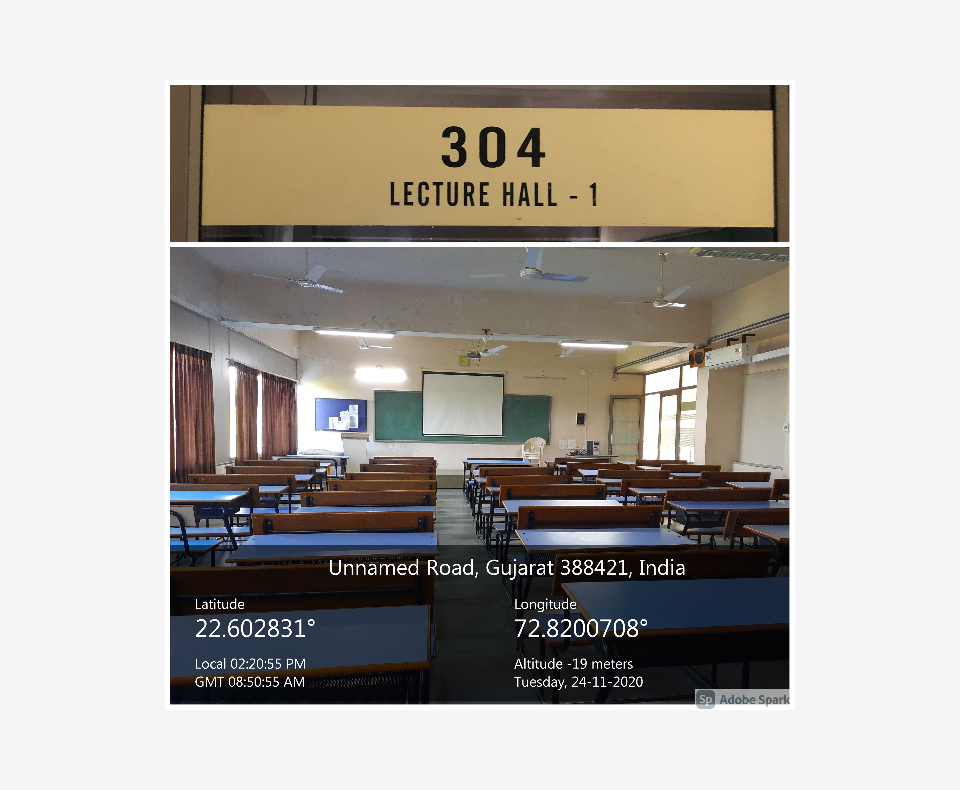 304
LECTURE HALL - 1
Unnamed Road, Gujarat 388421, India
Latitude
22.602831°
Longitude
72.8200708°
Local 02:20:55 PM
GMT 08:50:55 AM
Altitude -19 meters
Tuesday, 24-11-2020
Sp Adobe Spark